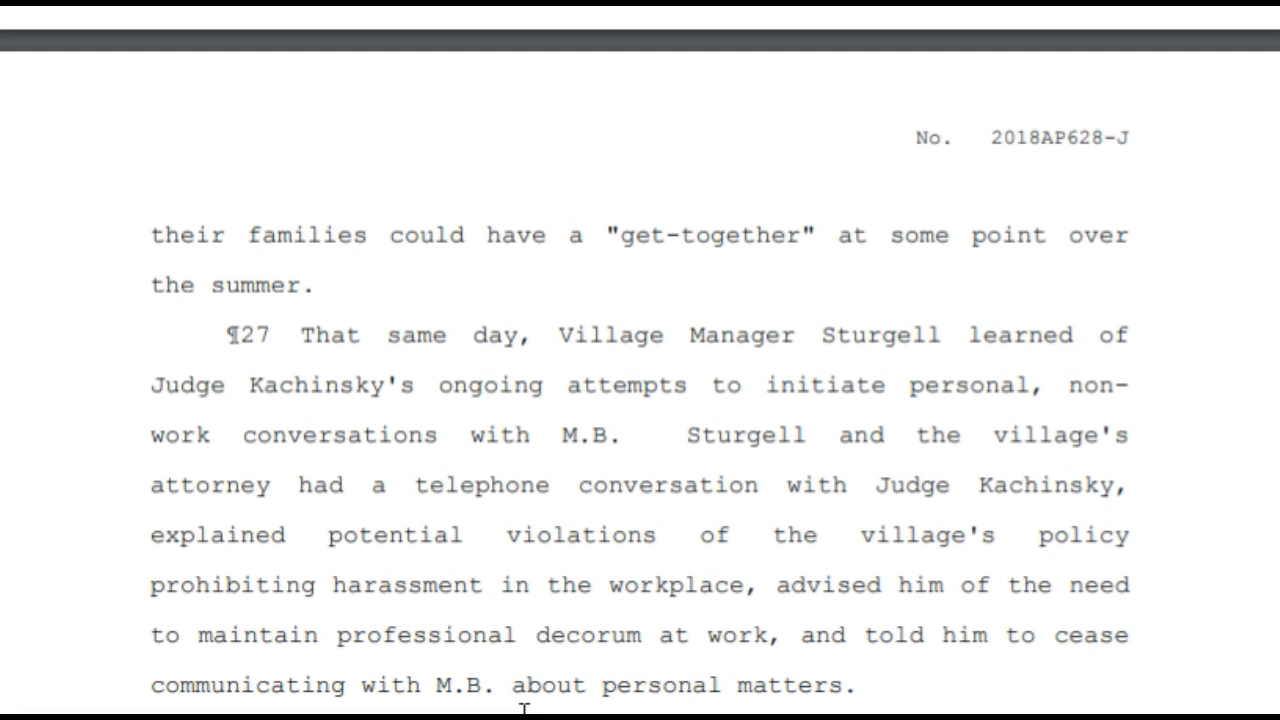 No. 2018AP628-J
their families could have a "get-together" at some point over
the summer.
¶27 That same day, Village Manager Sturgell learned of
Judge Kachinsky's ongoing attempts to initiate personal, non-
work conversations with M.B. Sturgell and the village's
attorney had a telephone conversation with Judge Kachinsky,
explained potential violations of the village's policy
prohibiting harassment in the workplace, advised him of the need
to maintain professional decorum at work, and told him to cease
communicating with M.B. about personal matters.